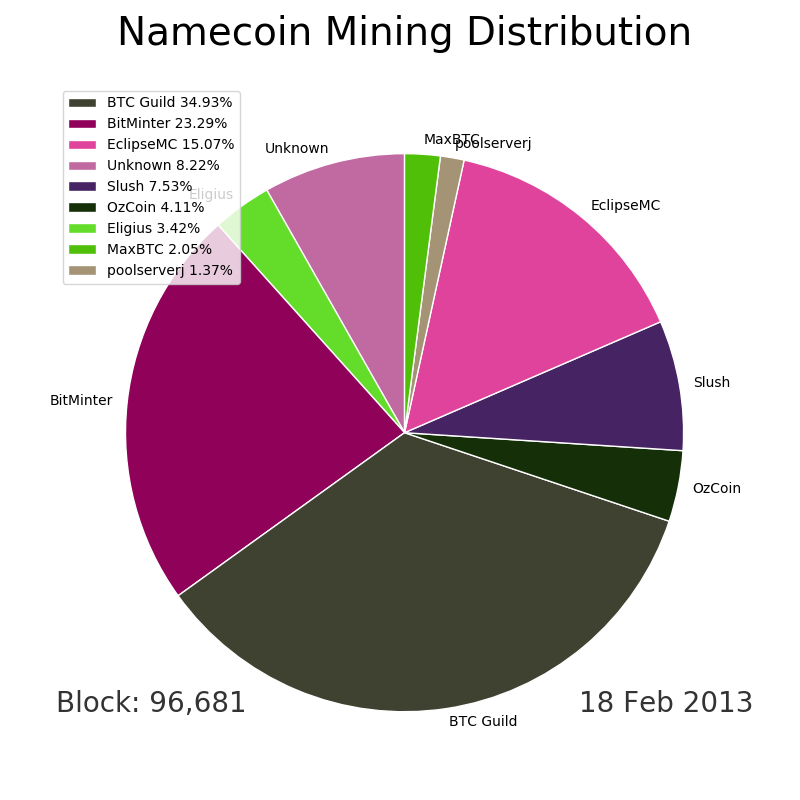 Namecoin Mining Distribution
BTC Guild 34.93%
BitMinter 23.29%
EclipseMC 15.07%
Unknown 8.22%
Slush 7.53%
OzCoin 4.11%
Eligius 3.42%
MaxBTC 2.05%
poolserverj 1.37%
MaxBTC
poolserverj
Unknown
Eligius
EclipseMC
Slush
BitMinter
OzCoin
BTC Guild
Block: 96,681
18 Feb 2013